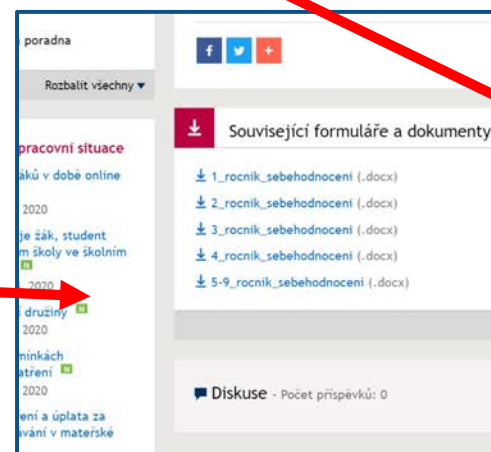 poradna
Rozbalit všechny
pracovní situace
áků v době online
2020
je žák, student
m školy ve školním
N
2020
družiny N
2020
mínkách
atření N
2020
ení a úplata za
ávání v mateřské
f
+
Související formuláře a dokumenty
1_rocnik_sebehodnoceni (.docx)
2_rocnik_sebehodnoceni (.docx)
3_rocnik_sebehodnoceni (.docx)
4_rocnik_sebehodnoceni (.docx)
5-9_rocnik_sebehodnoceni (.docx)
Diskuse - Počet příspěvků: 0